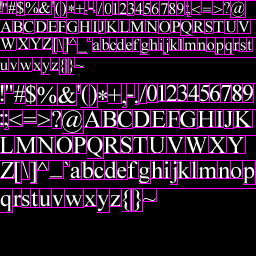 !"#$%&'()*+,-./0123456789:;<=>?@
ABCDEFGHIJKLMNOPQRSTUV
WXYZ[\]^_`abcdefghijklmnopqrst
uvwxyz{|}~
!"#$%&'()*+,-./0123456789
:;<=>?@ABCDEFGHIJK
LMNOPQRSTUVWXY
Z[\]^_`abcdefghijklmnop
qrstuvwxyz{|}~